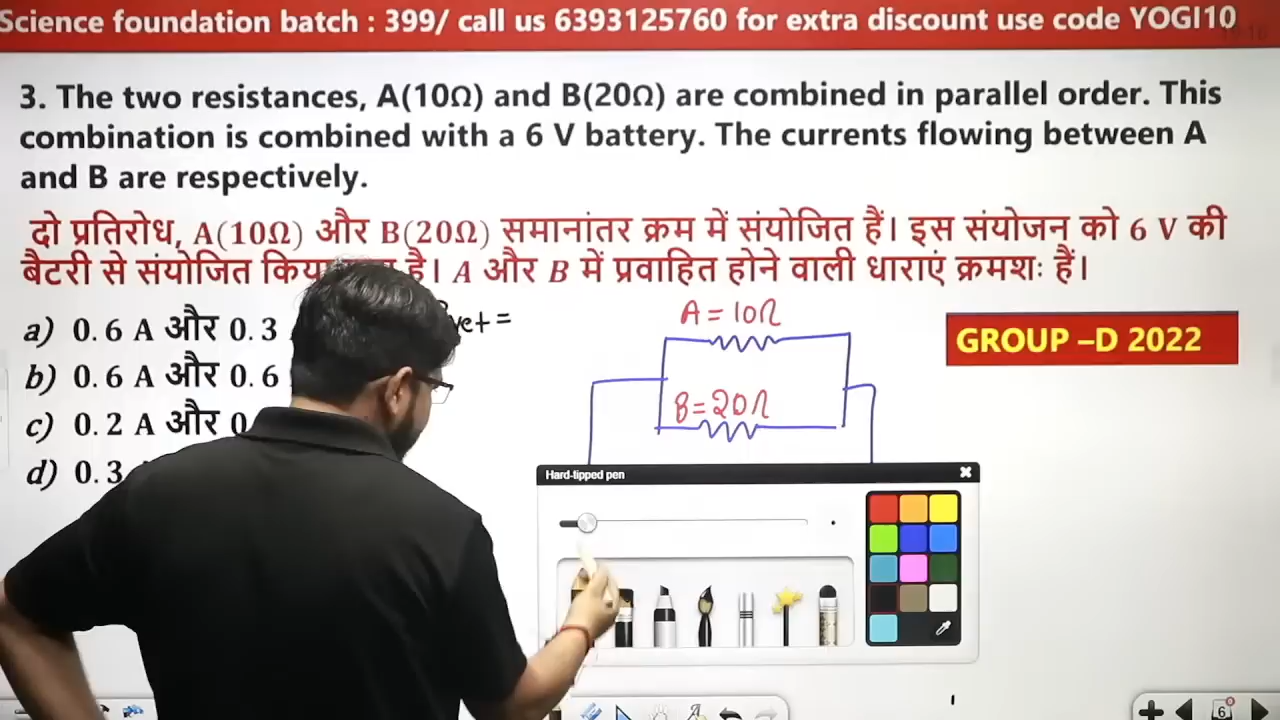 Science foundation batch : 399/ call us 6393125760 for extra discount use code YOGI10
3. The two resistances, A(10Ω) and B(20Ω) are combined in parallel order. This
combination is combined with a 6 V battery. The currents flowing between A
and B are respectively.
दो प्रतिरोध, A(10Ω) और B(20Ω) समानांतर क्रम में संयोजित हैं। इस संयोजन को 6 V की
बैटरी से संयोजित है। A और B में प्रवाहित होने वाली धाराएं क्रमशः हैं।
a) 0.6 A और 0.3
b) 0.6 A और 0.6
c) 0.2 A और 0
d) 0.3
A = 10Ω
B = 20Ω
GROUP –D 2022
Hard-tipped pen
6